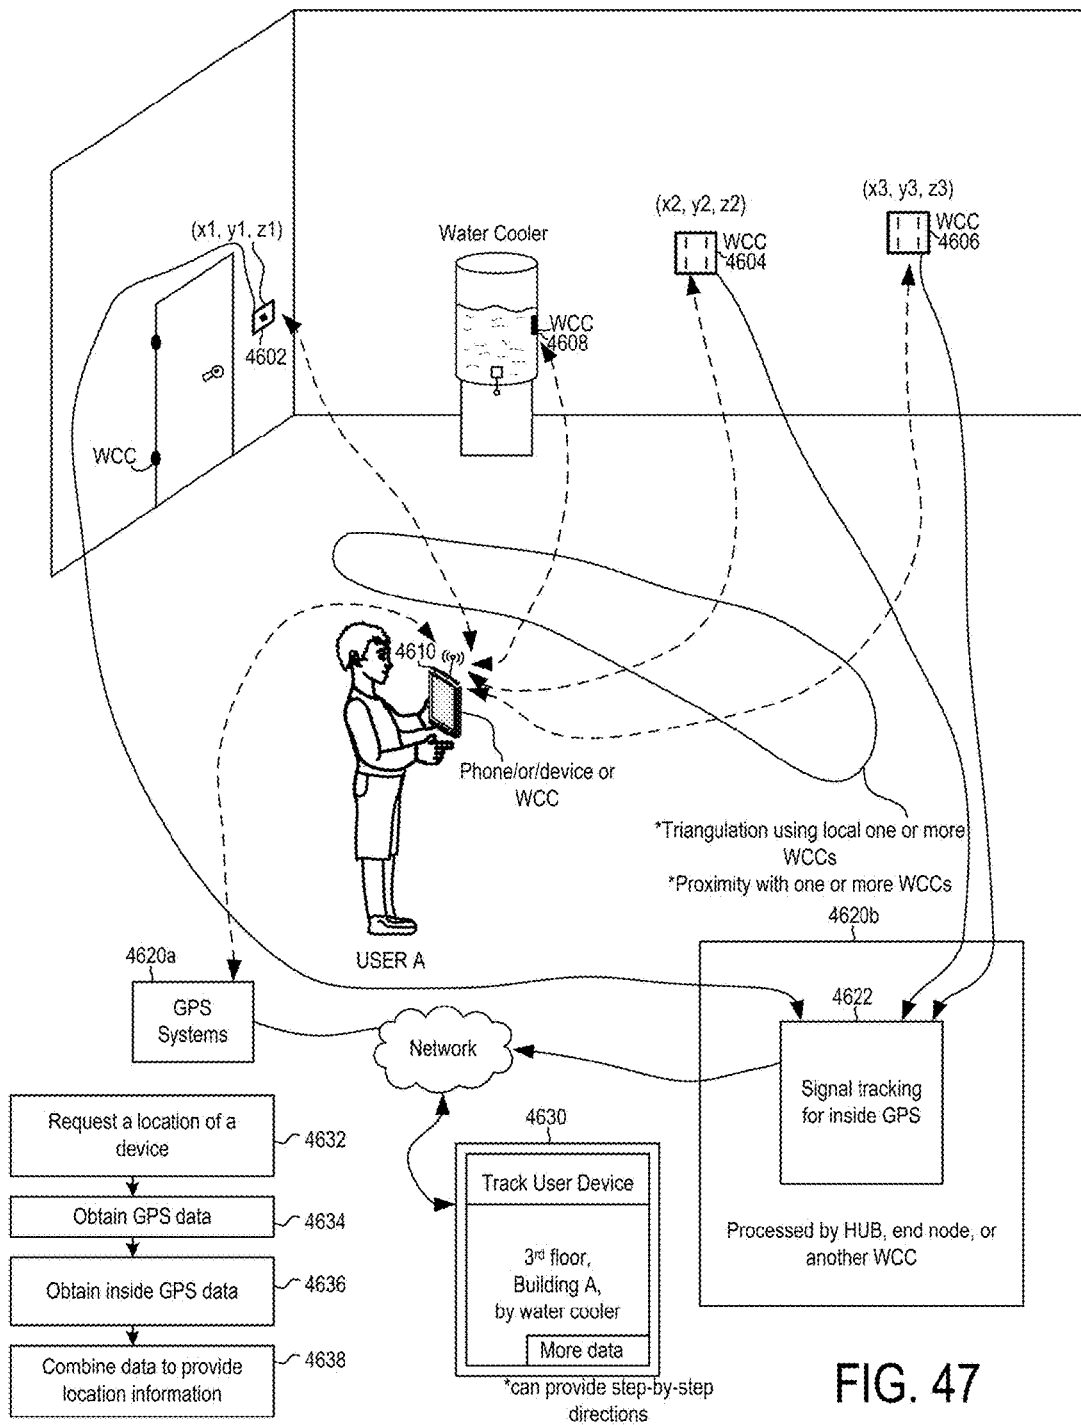 (x1, y1, z1)
4602
WCC
Water Cooler
WCC
4608
(x2, y2, z2)
WCC
4604
(x3, y3, z3)
WCC
4606
4610
Phone/or/device or
WCC
USER A
*Triangulation using local one or more
WCCs
*Proximity with one or more WCCs
4620b
4622
Signal tracking
for inside GPS
Processed by HUB, end node, or
another WCC
4620a
GPS
Systems
Network
4630
Track User Device
3rd floor,
Building A,
by water cooler
More data
*can provide step-by-step
directions
Request a location of a
device
4632
Obtain GPS data
4634
Obtain inside GPS data
4636
Combine data to provide
location information
4638
FIG. 47